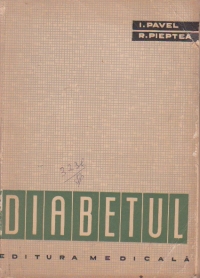 I. PAVEL
R. PIEPTEA
DIABETUL
EDITURA MEDICALĂ